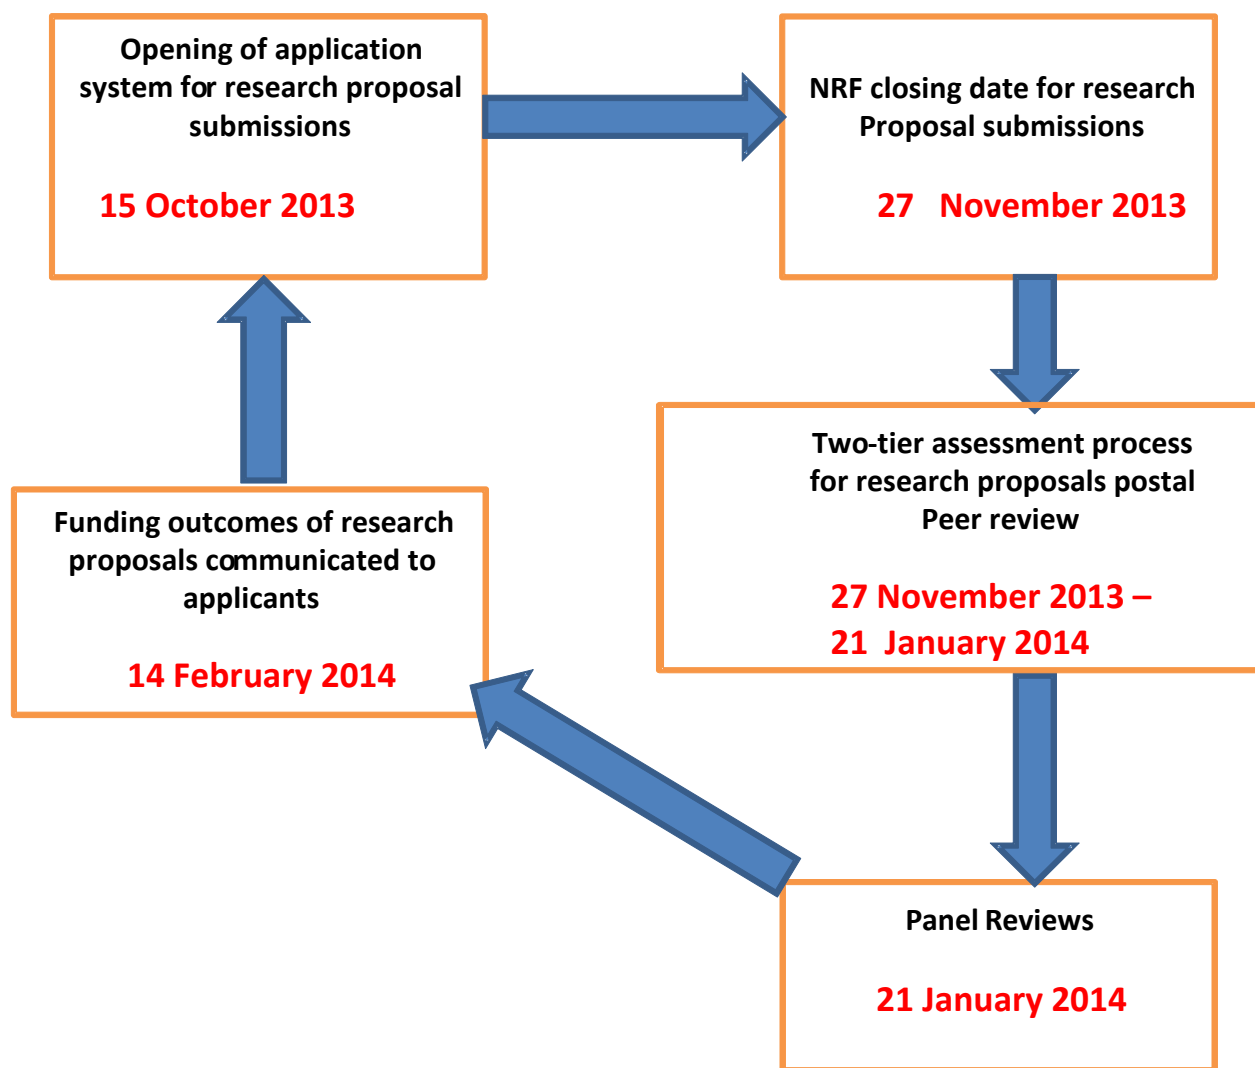 Opening of application
system for research proposal
submissions
15 October 2013
NRF closing date for research
Proposal submissions
27 November 2013
Two-tier assessment process
for research proposals postal
Peer review
27 November 2013 –
21 January 2014
Panel Reviews
21 January 2014
Funding outcomes of research
proposals communicated to
applicants
14 February 2014